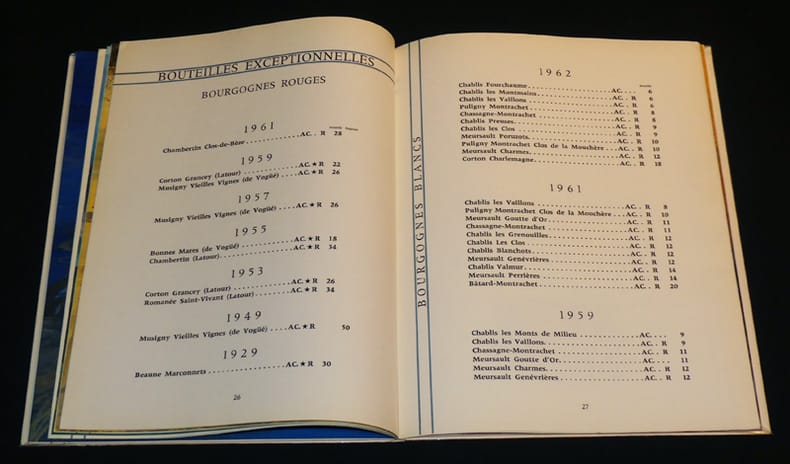 BOUTEILLES EXCEPTIONNELLES
BOURGOGNES ROUGES
1961
Chambertin Clos-de-Bèze ............ AC. . R 28
1959
Corton Grancey (Latour) ............ AC. ★ R 22
Musigny Vieilles Vignes (de Vogüé) .... AC. ★ R 26
1957
Musigny Vieilles Vignes (de Vogüé) .... AC. ★ R 26
1955
Bonnes Mares (de Vogüé) ............ AC. ★ R 18
Chambertin (Latour) ............ AC. ★ R 34
1953
Corton Grancey (Latour) ............ AC. ★ R 26
Romanée Saint-Vivant (Latour) ........ AC. ★ R 34
1949
Musigny Vieilles Vignes (de Vogüé) .... AC. ★ R 50
1929
Beaune Marconnets ............ AC. ★ R 30
26
BOURGOGNES BLANCS
1962
Chablis Fourchaume ............ AC. . . . 6
Chablis les Montmains ............ AC. . R 6
Chablis les Vaillons ............ AC. . R 6
Puligny Montrachet ............ AC. . R 8
Chassagne-Montrachet ............ AC. . R 8
Chablis Preuses ............ AC. . R 9
Chablis les Clos ............ AC. . R 9
Meursault Poruzots ............ AC. . R 10
Puligny Montrachet Clos de la Mouchère ... AC. . R 10
Meursault Charmes ............ AC. . R 12
Corton Charlemagne ............ AC. . R 18
1961
Chablis les Vaillons ............ AC. . R 8
Puligny Montrachet Clos de la Mouchère ... AC. . R 10
Meursault Goutte d'Or ............ AC. . R 11
Chassagne-Montrachet ............ AC. . R 11
Chablis les Grenouilles ............ AC. . R 12
Chablis Les Clos ............ AC. . R 12
Chablis Blanchots ............ AC. . R 12
Meursault Genévrières ............ AC. . R 12
Chablis Valmur ............ AC. . R 14
Meursault Perrières ............ AC. . R 14
Bâtard-Montrachet ............ AC. . R 20
1959
Chablis les Monts de Milieu ............ AC. . . . 9
Chablis les Vaillons ............ AC. . R 9
Chassagne-Montrachet ............ AC. . R 11
Meursault Goutte d'Or ............ AC. . . . 11
Meursault Charmes ............ AC. . R 12
Meursault Genévrières ............ AC. . R 12
27